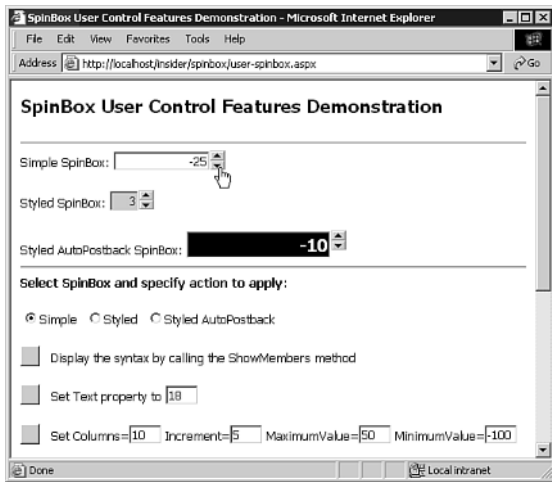 SpinBox User Control Features Demonstration - Microsoft Internet Explorer
File Edit View Favorites Tools Help
Address http://localhost/insider/spinbox/user-spinbox.aspx Go
SpinBox User Control Features Demonstration
Simple SpinBox: -25
Styled SpinBox: 3
Styled AutoPostback SpinBox: -10
Select SpinBox and specify action to apply:
Simple Styled Styled AutoPostback
Display the syntax by calling the ShowMembers method
Set Text property to 18
Set Columns= 10 Increment= 5 MaximumValue= 50 MinimumValue= -100
Done Local intranet